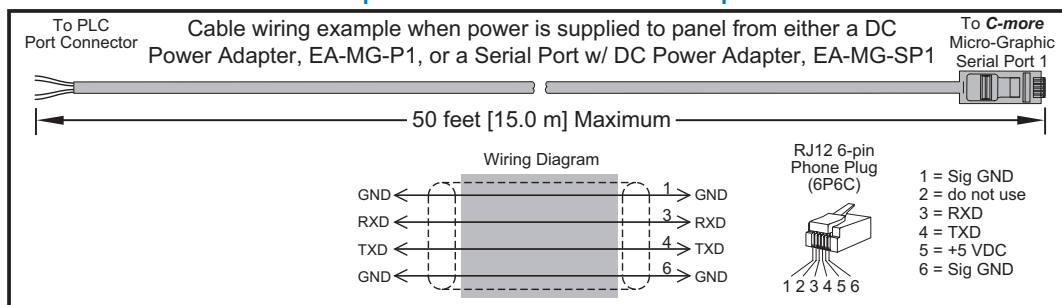 To PLC
Port Connector
Cable wiring example when power is supplied to panel from either a DC
Power Adapter, EA-MG-P1, or a Serial Port w/ DC Power Adapter, EA-MG-SP1
To C-more
Micro-Graphic
Serial Port 1
50 feet [15.0 m] Maximum
Wiring Diagram
GND 1 GND
RXD 3 RXD
TXD 4 TXD
GND 6 GND
RJ12 6-pin
Phone Plug
(6P6C)
1 2 3 4 5 6
1 = Sig GND
2 = do not use
3 = RXD
4 = TXD
5 = +5 VDC
6 = Sig GND